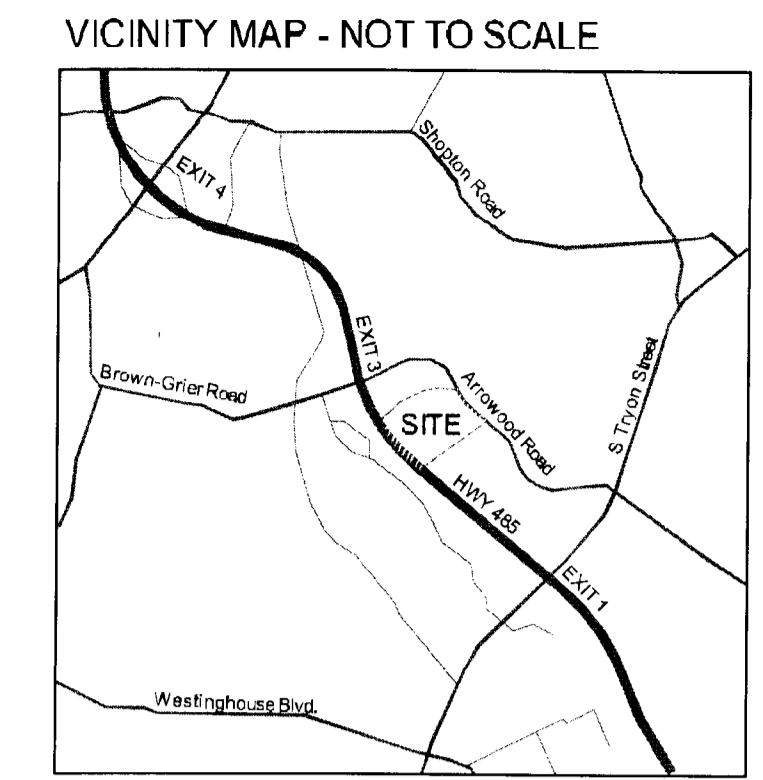 VICINITY MAP - NOT TO SCALE
EXIT 4
Shopton Road
EXIT 3
S Tryon Street
Brown-Grier Road
Arrowood Road
SITE
HWY 485
EXIT 1
Westinghouse Blvd.